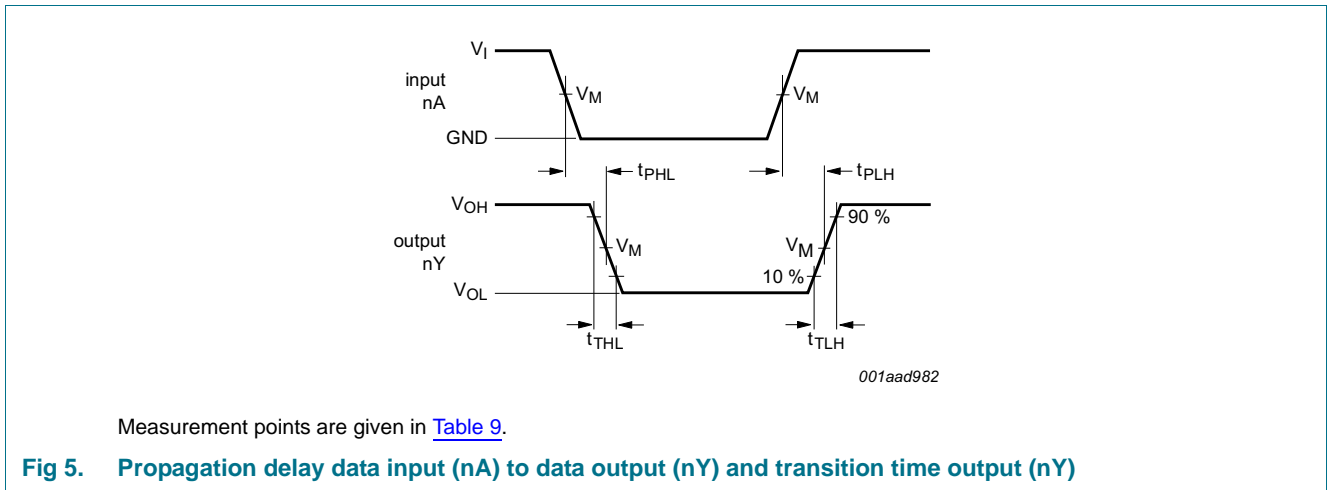 VI
input
nA
VM
VM
GND
tPHL
tPLH
VOH
90 %
output
nY
VM
VM
10 %
VOL
tTHL
tTLH
001aad982
Measurement points are given in Table 9.
Fig 5. Propagation delay data input (nA) to data output (nY) and transition time output (nY)